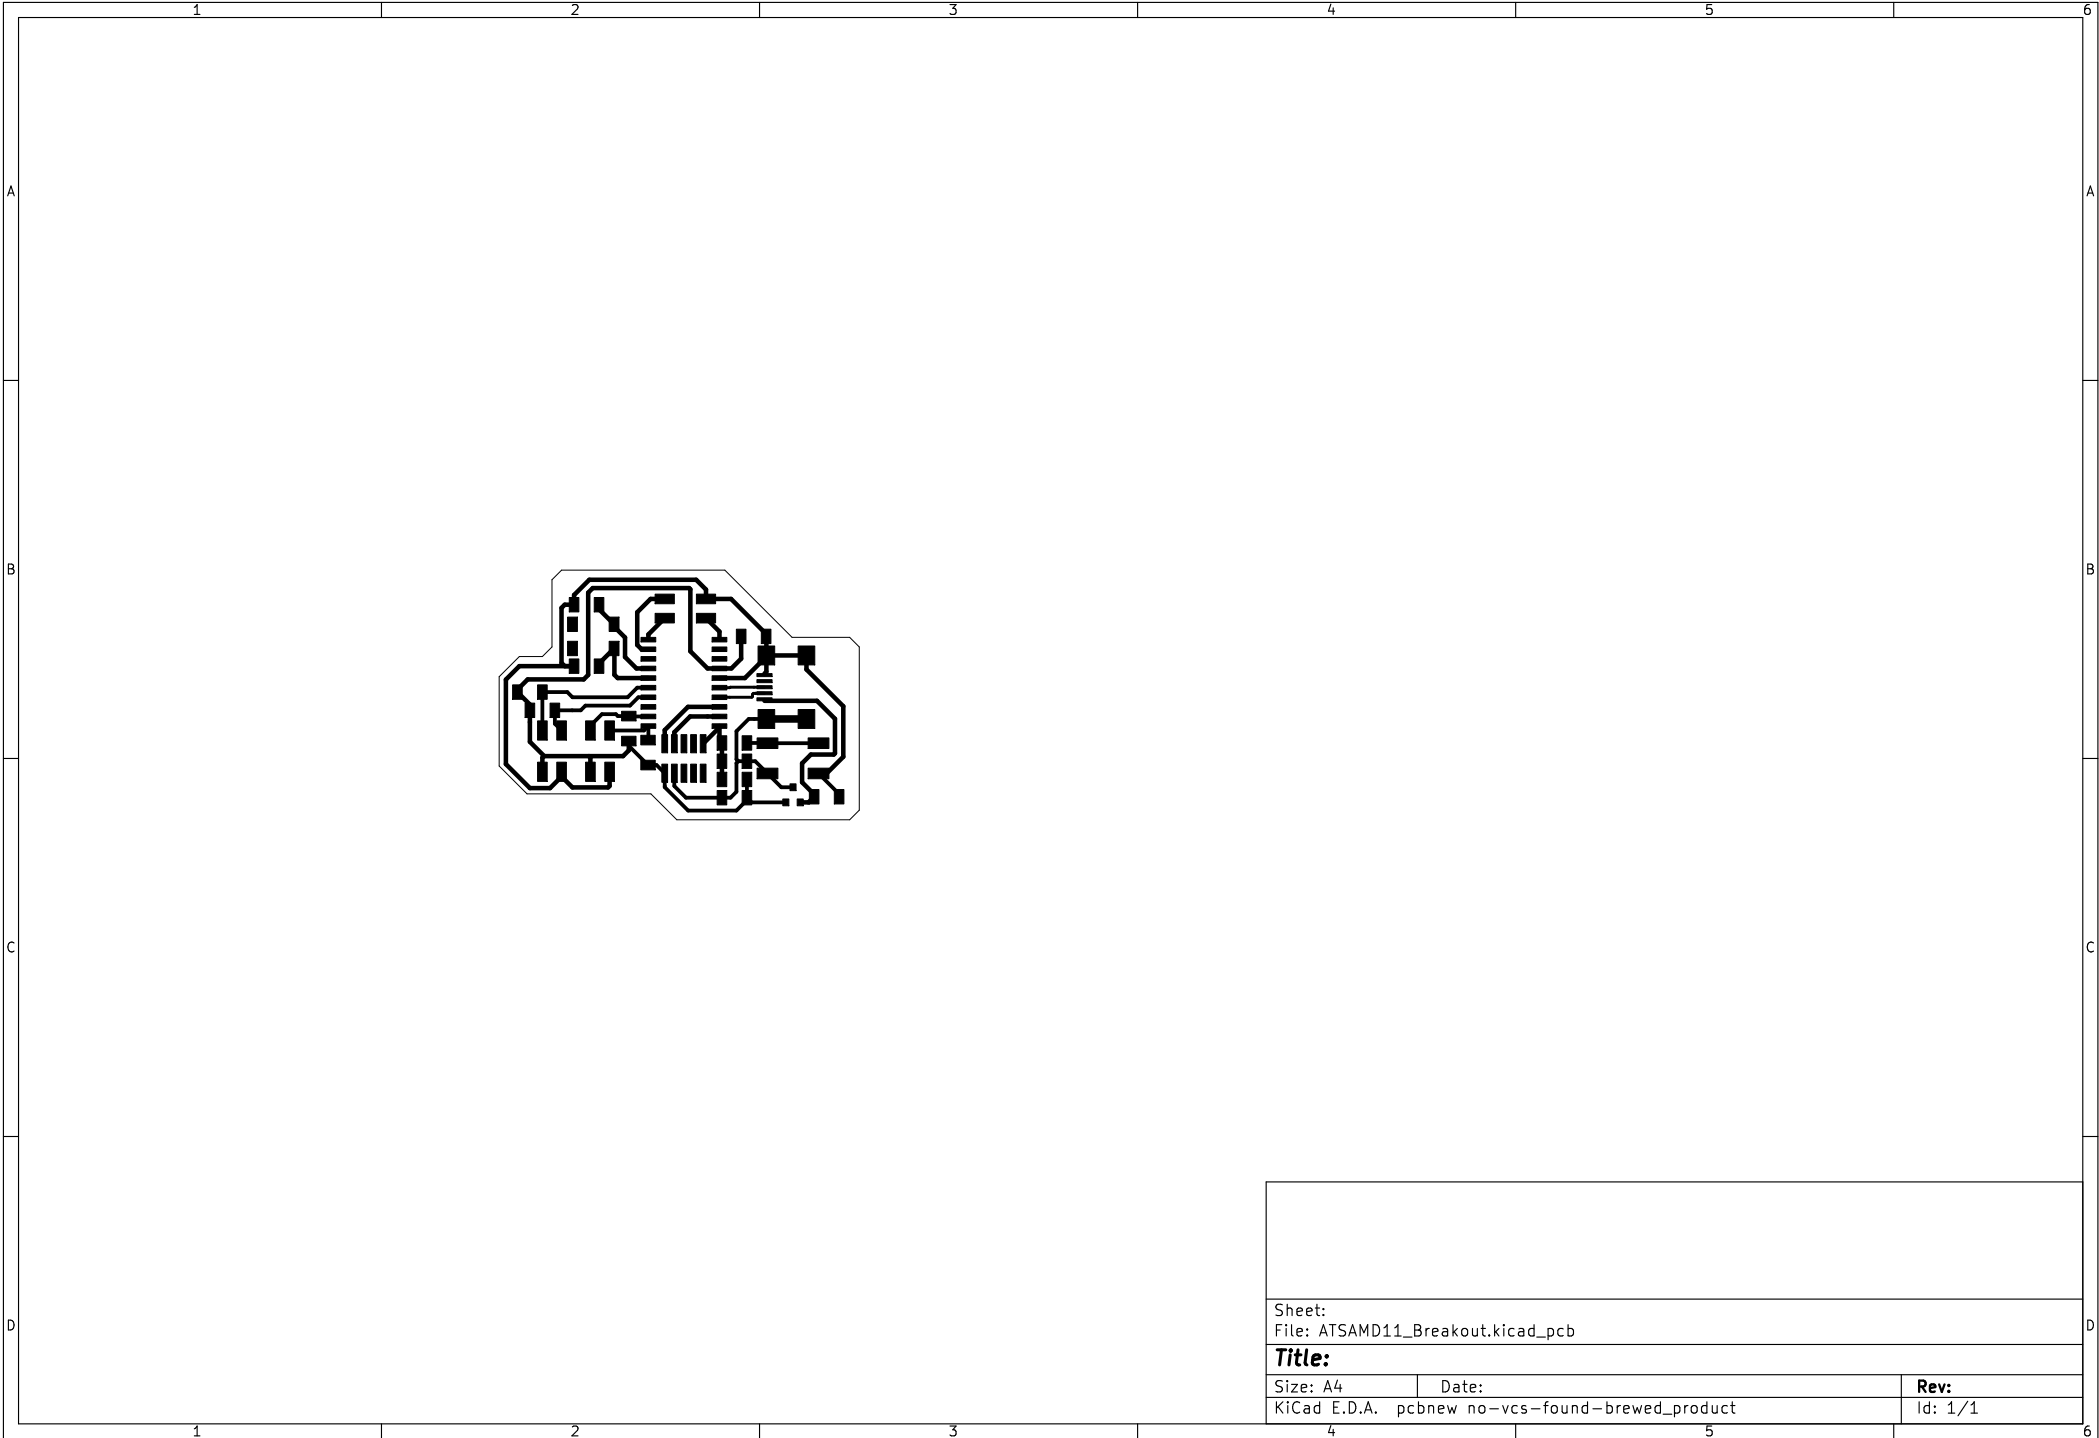 1 2 3 4 5 6
A A
B B
C C
D D
Sheet:
File: ATSAMD11_Breakout.kicad_pcb
Title:
Size: A4 Date: Rev:
KiCad E.D.A. pcbnew no-vcs-found-brewed_product Id: 1/1
1 2 3 4 5 6